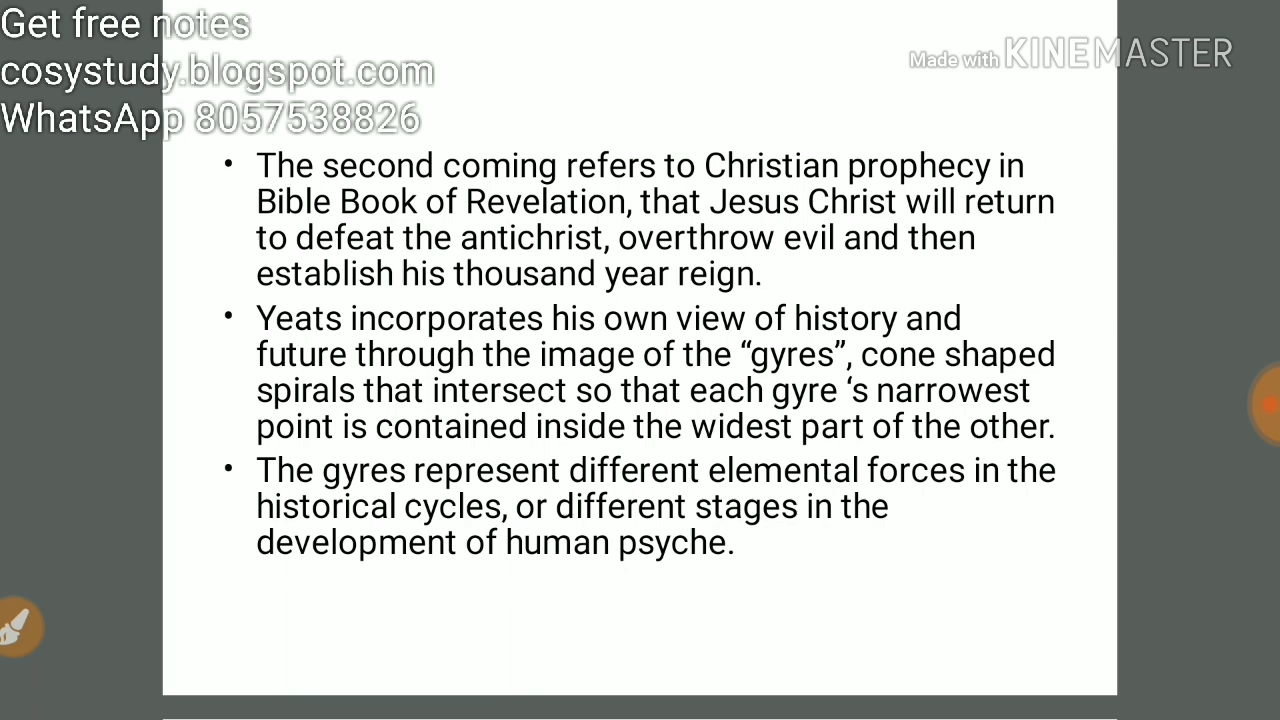 Get free notes
cosystudy.blogspot.com
WhatsApp 8057538826
Made with KINEMASTER
• The second coming refers to Christian prophecy in
Bible Book of Revelation, that Jesus Christ will return
to defeat the antichrist, overthrow evil and then
establish his thousand year reign.
• Yeats incorporates his own view of history and
future through the image of the “gyres”, cone shaped
spirals that intersect so that each gyre ‘s narrowest
point is contained inside the widest part of the other.
• The gyres represent different elemental forces in the
historical cycles, or different stages in the
development of human psyche.